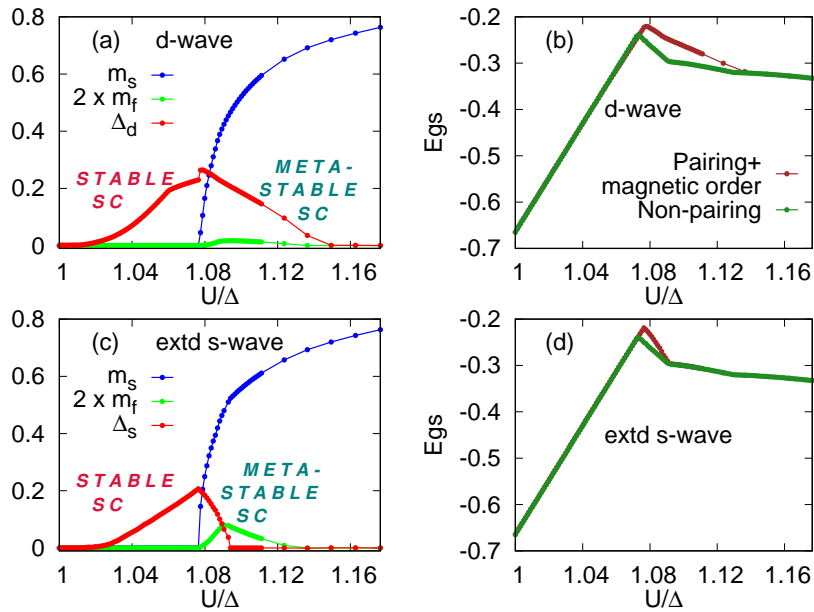 (a) d-wave
m_s
2 x m_f
Δ_d
STABLE
SC
META-
STABLE
SC
0.8
0.6
0.4
0.2
0
1 1.04 1.08 1.12 1.16
U/Δ
(b)
d-wave
Pairing+
magnetic order
Non-pairing
Egs
-0.2
-0.3
-0.4
-0.5
-0.6
-0.7
1 1.04 1.08 1.12 1.16
U/Δ
(c) extd s-wave
m_s
2 x m_f
Δ_s
STABLE
SC
META-
STABLE
SC
0.8
0.6
0.4
0.2
0
1 1.04 1.08 1.12 1.16
U/Δ
(d)
extd s-wave
Egs
-0.2
-0.3
-0.4
-0.5
-0.6
-0.7
1 1.04 1.08 1.12 1.16
U/Δ